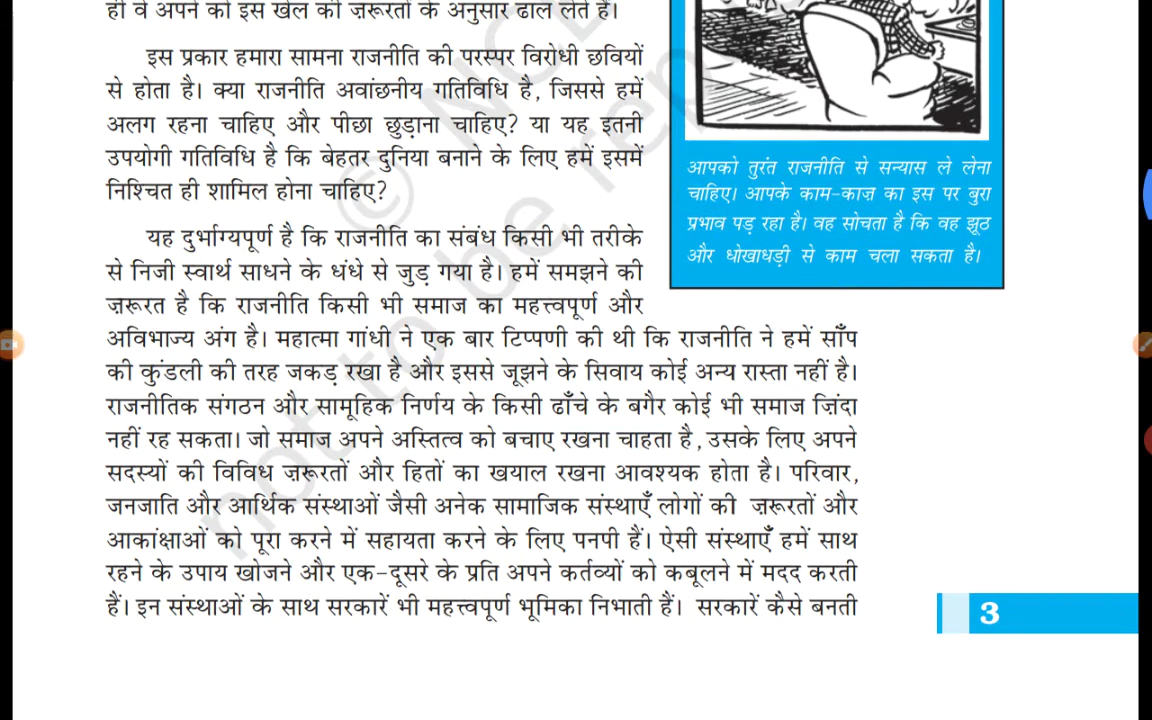 ही वे अपने को इस खेल की ज़रूरतों के अनुसार ढाल लेते हैं।
इस प्रकार हमारा सामना राजनीति की परस्पर विरोधी छवियों
से होता है। क्या राजनीति अवांछनीय गतिविधि है, जिससे हमें
अलग रहना चाहिए और पीछा छुड़ाना चाहिए? या यह इतनी
उपयोगी गतिविधि है कि बेहतर दुनिया बनाने के लिए हमें इसमें
निश्चित ही शामिल होना चाहिए?
यह दुर्भाग्यपूर्ण है कि राजनीति का संबंध किसी भी तरीके
से निजी स्वार्थ साधने के धंधे से जुड़ गया है। हमें समझने की
ज़रूरत है कि राजनीति किसी भी समाज का महत्त्वपूर्ण और
अविभाज्य अंग है। महात्मा गांधी ने एक बार टिप्पणी की थी कि राजनीति ने हमें साँप
की कुंडली की तरह जकड़ रखा है और इससे जूझने के सिवाय कोई अन्य रास्ता नहीं है।
राजनीतिक संगठन और सामूहिक निर्णय के किसी ढाँचे के बगैर कोई भी समाज ज़िंदा
नहीं रह सकता। जो समाज अपने अस्तित्व को बचाए रखना चाहता है, उसके लिए अपने
सदस्यों की विविध ज़रूरतों और हितों का खयाल रखना आवश्यक होता है। परिवार,
जनजाति और आर्थिक संस्थाओं जैसी अनेक सामाजिक संस्थाएँ लोगों की ज़रूरतों और
आकांक्षाओं को पूरा करने में सहायता करने के लिए पनपी हैं। ऐसी संस्थाएँ हमें साथ
रहने के उपाय खोजने और एक-दूसरे के प्रति अपने कर्तव्यों को कबूलने में मदद करती
हैं। इन संस्थाओं के साथ सरकारें भी महत्त्वपूर्ण भूमिका निभाती हैं। सरकारें कैसे बनती
आपको तुरंत राजनीति से सन्यास ले लेना
चाहिए। आपके काम-काज़ का इस पर बुरा
प्रभाव पड़ रहा है। वह सोचता है कि वह झूठ
और धोखाधड़ी से काम चला सकता है।
3
© NCE
not to be rep